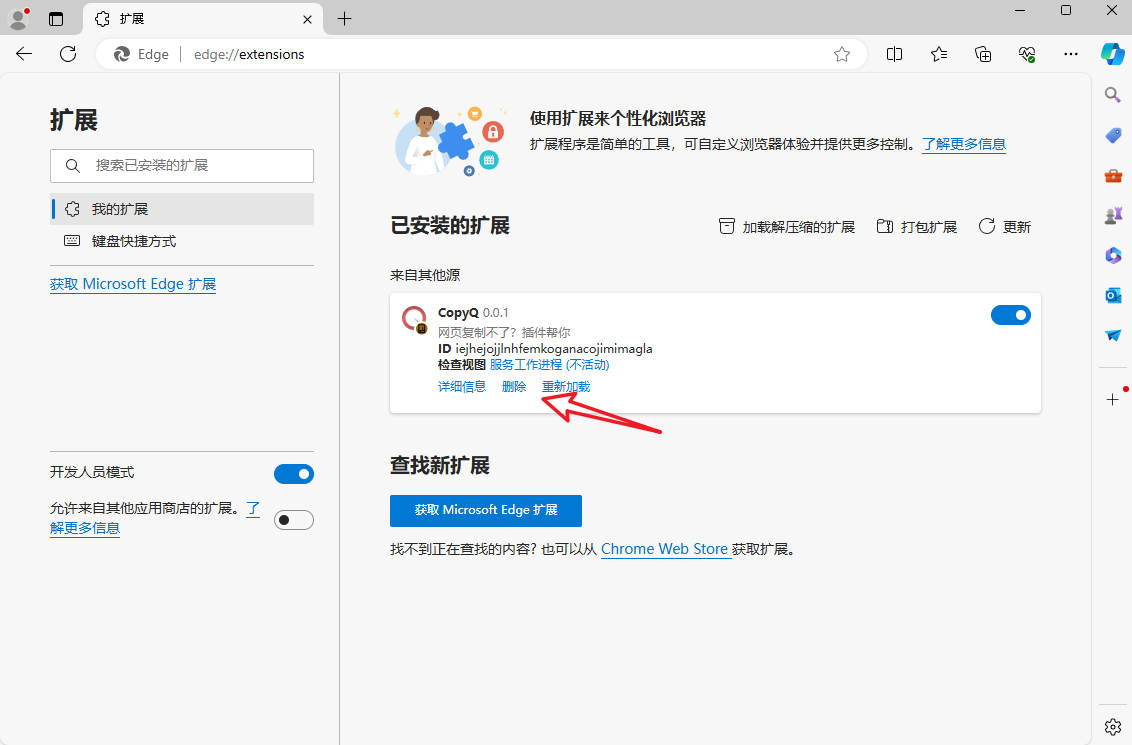 扩展
Edge
edge://extensions
扩展
搜索已安装的扩展
我的扩展
键盘快捷方式
获取 Microsoft Edge 扩展
开发人员模式
允许来自其他应用商店的扩展。了
解更多信息
使用扩展来个性化浏览器
扩展程序是简单的工具，可自定义浏览器体验并提供更多控制。了解更多信息
已安装的扩展
加载解压缩的扩展
打包扩展
更新
来自其他源
CopyQ 0.0.1
网页复制不了？插件帮你
ID iejhejojjlnhfemkoganacojimimagla
检查视图 服务工作进程 (不活动)
详细信息 删除 重新加载
查找新扩展
获取 Microsoft Edge 扩展
找不到正在查找的内容? 也可以从 Chrome Web Store 获取扩展。